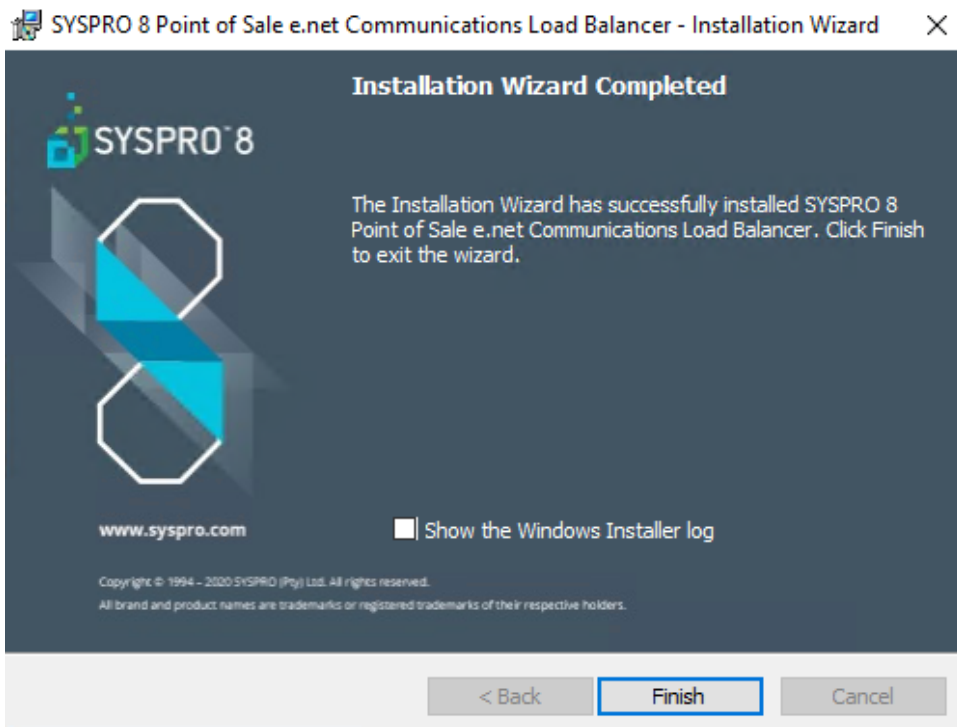 SYSPRO 8 Point of Sale e.net Communications Load Balancer - Installation Wizard
Installation Wizard Completed
SYSPRO™8
The Installation Wizard has successfully installed SYSPRO 8
Point of Sale e.net Communications Load Balancer. Click Finish
to exit the wizard.
www.syspro.com
Show the Windows Installer log
Copyright © 1994 – 2020 SYSPRO (Pty) Ltd. All rights reserved.
All brand and product names are trademarks or registered trademarks of their respective holders.
< Back
Finish
Cancel